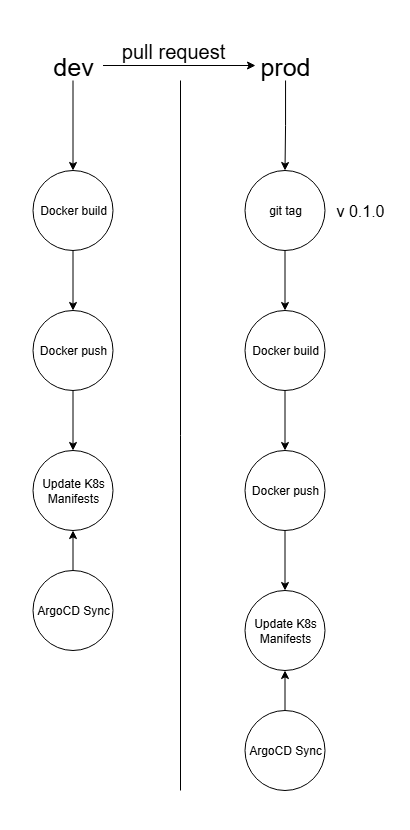 pull request
dev
prod
Docker build
Docker push
Update K8s
Manifests
ArgoCD Sync
git tag
v 0.1.0
Docker build
Docker push
Update K8s
Manifests
ArgoCD Sync